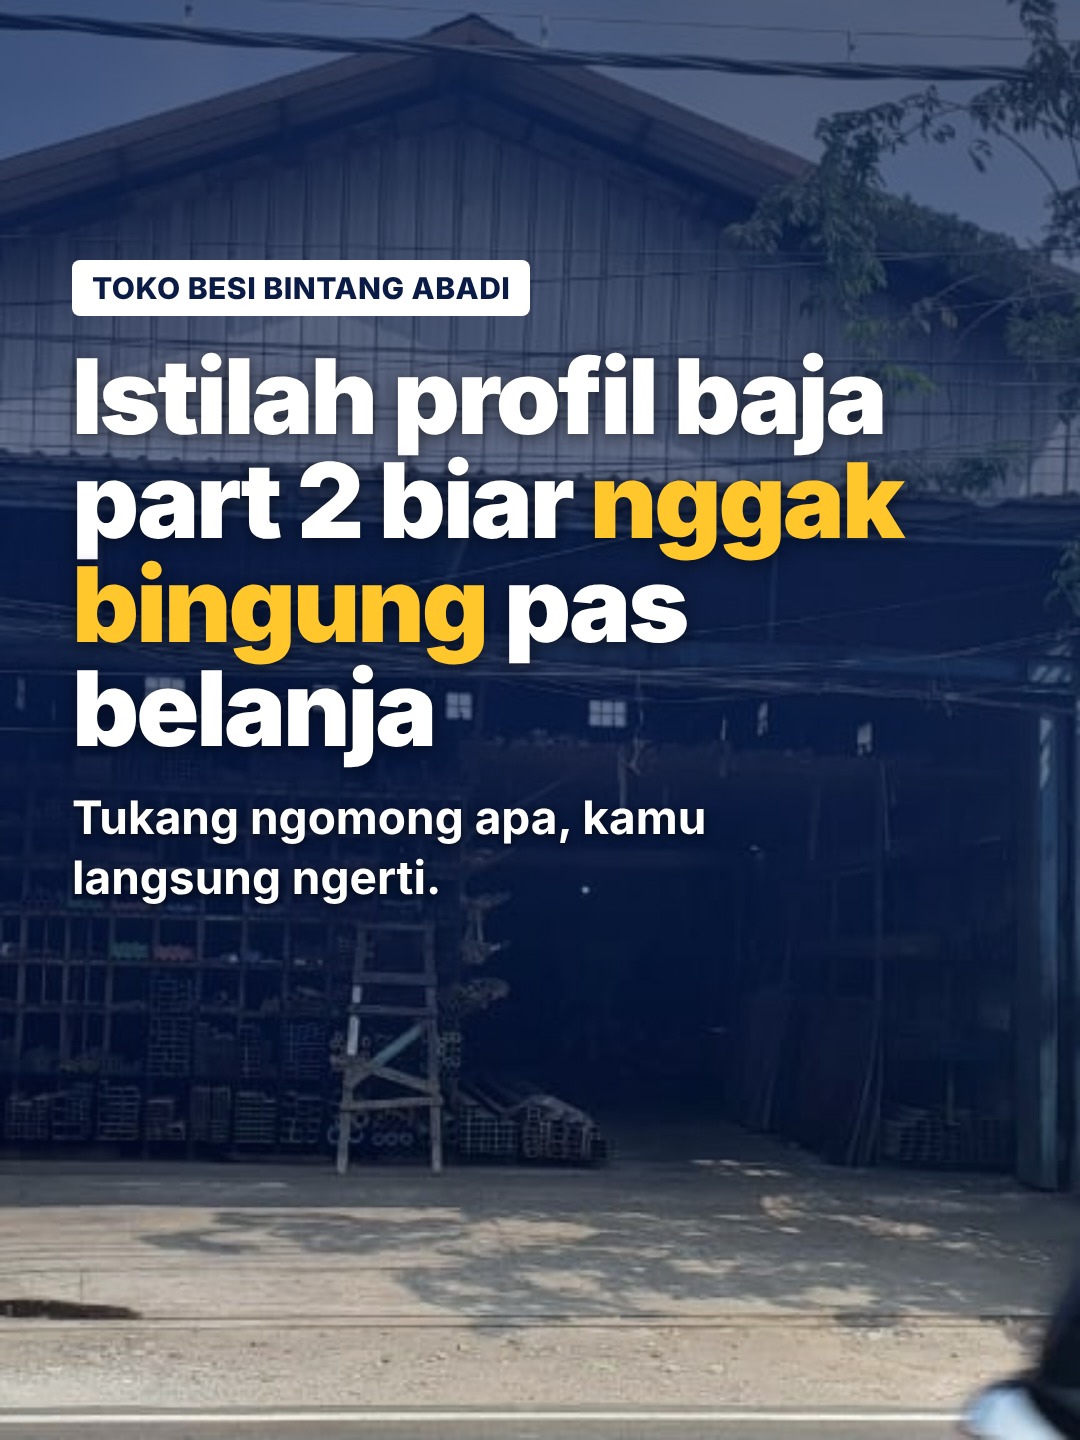 TOKO BESI BINTANG ABADI
Istilah profil baja
part 2 biar nggak
bingung pas
belanja
Tukang ngomong apa, kamu
langsung ngerti.